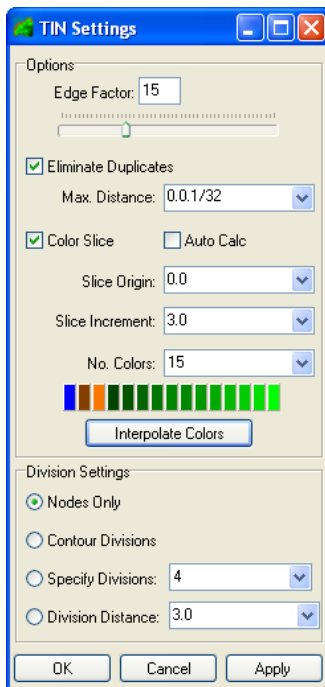 TIN Settings
Options
Edge Factor: 15
Eliminate Duplicates
Max. Distance: 0.0.1/32
Color Slice Auto Calc
Slice Origin: 0.0
Slice Increment: 3.0
No. Colors: 15
Interpolate Colors
Division Settings
Nodes Only
Contour Divisions
Specify Divisions: 4
Division Distance: 3.0
OK Cancel Apply